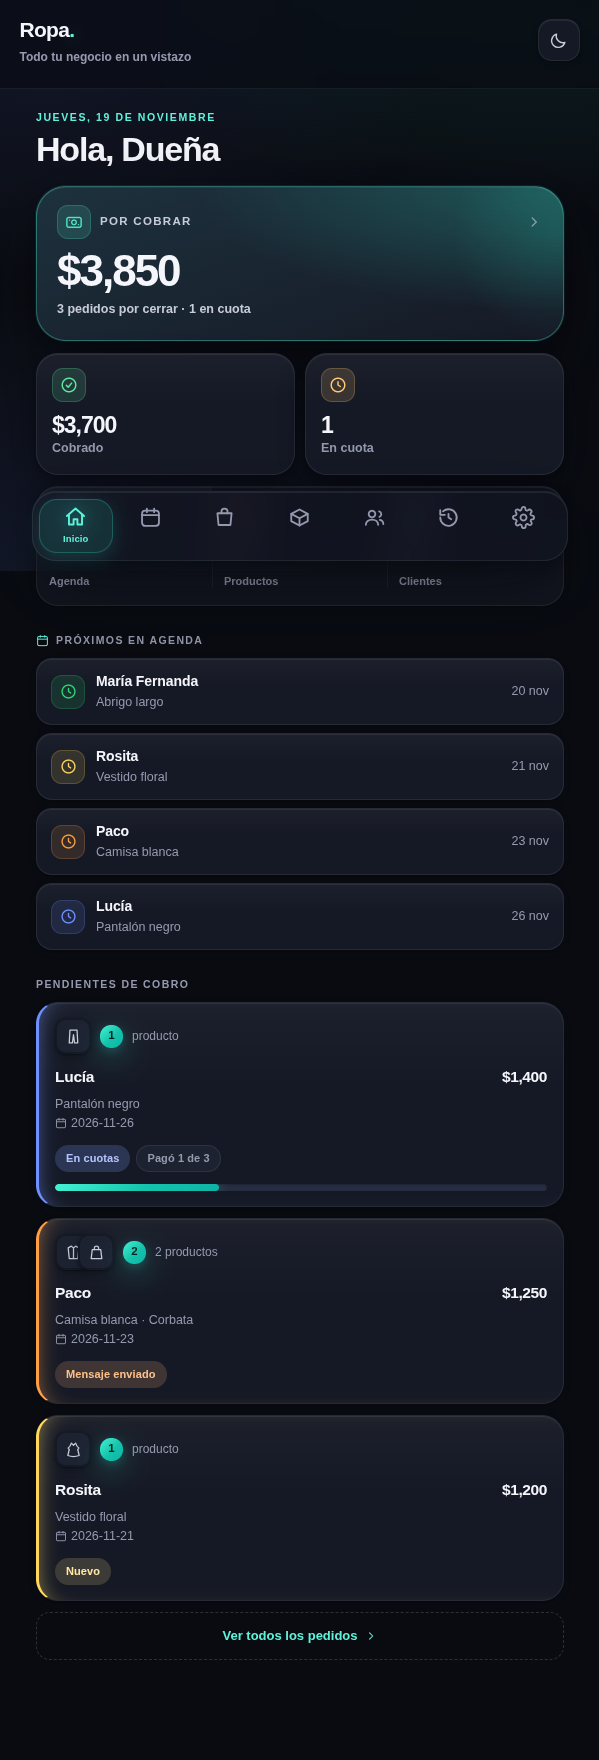 Ropa.
Todo tu negocio en un vistazo
JUEVES, 19 DE NOVIEMBRE
Hola, Dueña
POR COBRAR
$3,850
3 pedidos por cerrar · 1 en cuota
$3,700
Cobrado
1
En cuota
Inicio
Agenda
Productos
Clientes
PRÓXIMOS EN AGENDA
María Fernanda
Abrigo largo
20 nov
Rosita
Vestido floral
21 nov
Paco
Camisa blanca
23 nov
Lucía
Pantalón negro
26 nov
PENDIENTES DE COBRO
1 producto
Lucía
$1,400
Pantalón negro
2026-11-26
En cuotas
Pagó 1 de 3
2 2 productos
Paco
$1,250
Camisa blanca · Corbata
2026-11-23
Mensaje enviado
1 producto
Rosita
$1,200
Vestido floral
2026-11-21
Nuevo
Ver todos los pedidos